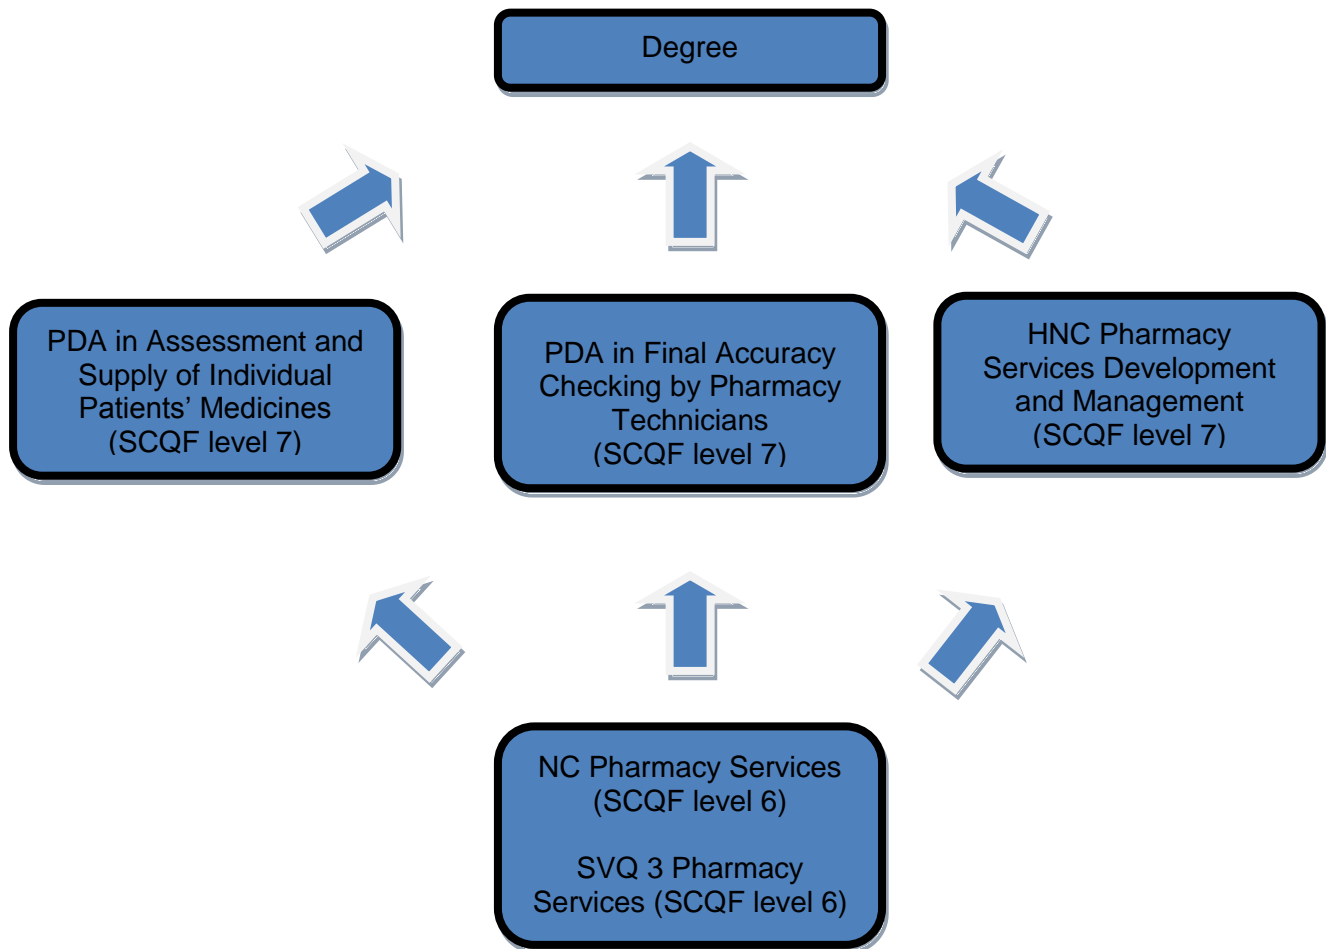 Degree
PDA in Assessment and
Supply of Individual
Patients’ Medicines
(SCQF level 7)
PDA in Final Accuracy
Checking by Pharmacy
Technicians
(SCQF level 7)
HNC Pharmacy
Services Development
and Management
(SCQF level 7)
NC Pharmacy Services
(SCQF level 6)
SVQ 3 Pharmacy
Services (SCQF level 6)